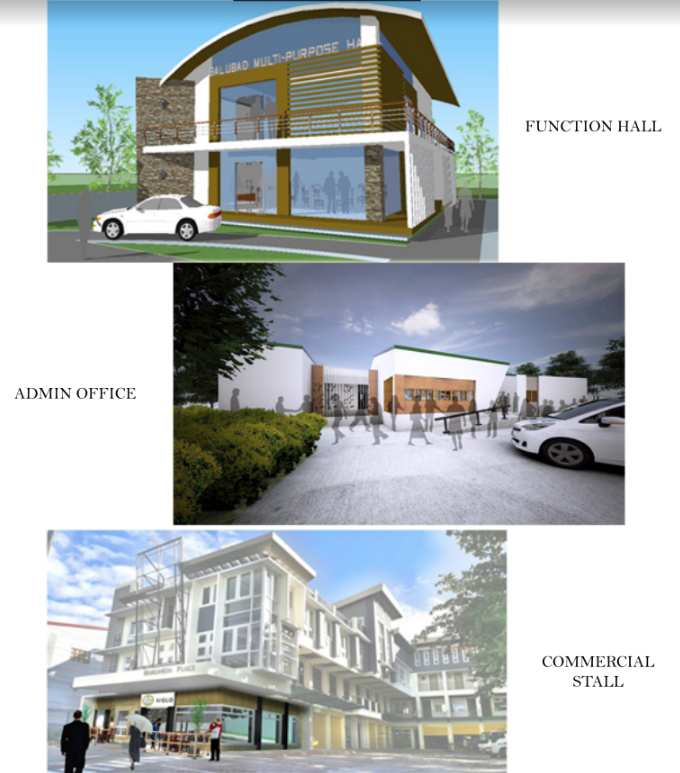 BALUBAD MULTI-PURPOSE HA
FUNCTION HALL
ADMIN OFFICE
COMMERCIAL
STALL